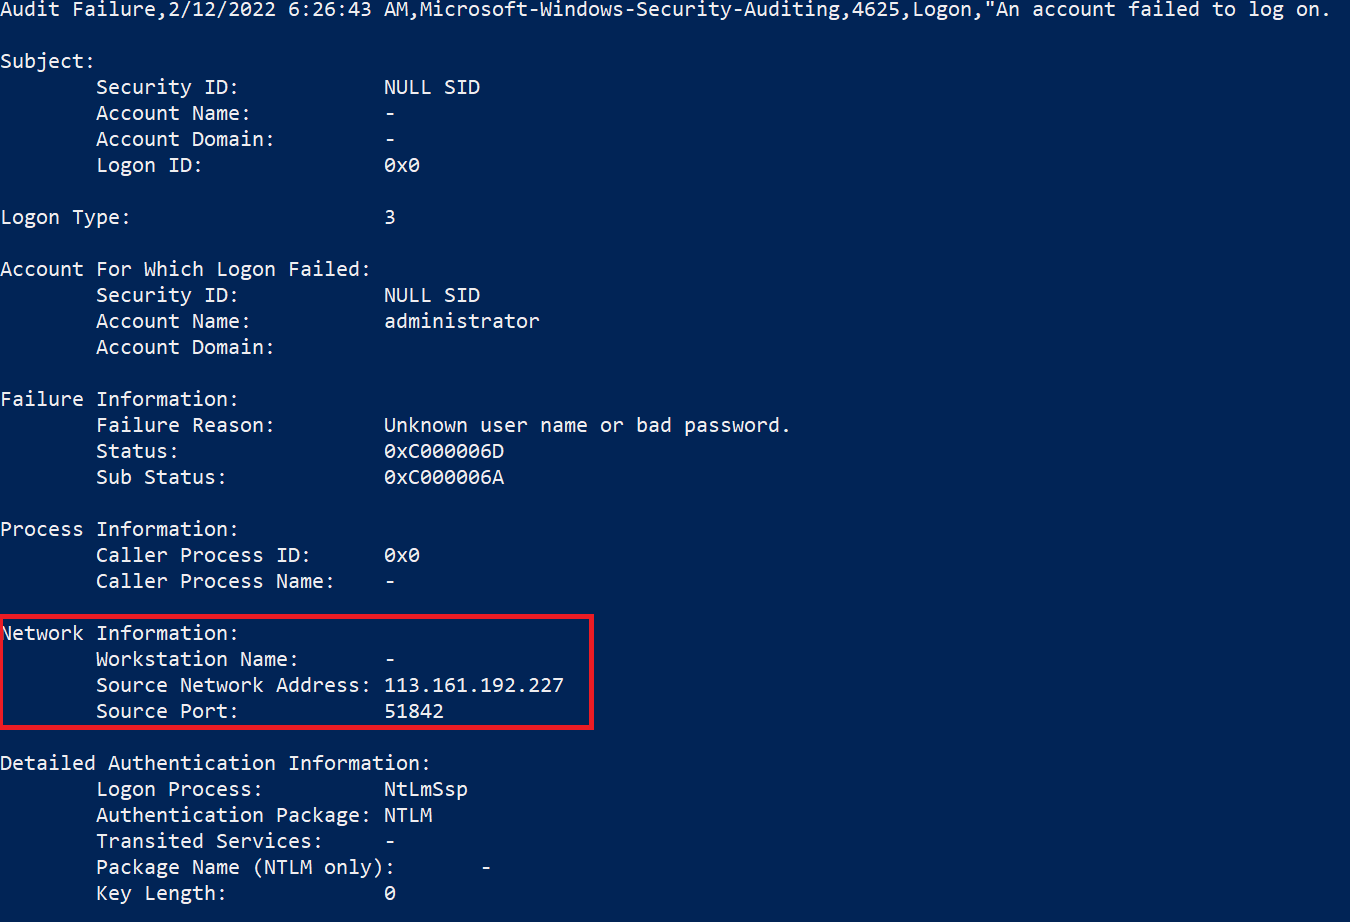 Audit Failure,2/12/2022 6:26:43 AM,Microsoft-Windows-Security-Auditing,4625,Logon,"An account failed to log on.
Subject:
Security ID: NULL SID
Account Name: -
Account Domain: -
Logon ID: 0x0
Logon Type: 3
Account For Which Logon Failed:
Security ID: NULL SID
Account Name: administrator
Account Domain:
Failure Information:
Failure Reason: Unknown user name or bad password.
Status: 0xC000006D
Sub Status: 0xC000006A
Process Information:
Caller Process ID: 0x0
Caller Process Name: -
Network Information:
Workstation Name: -
Source Network Address: 113.161.192.227
Source Port: 51842
Detailed Authentication Information:
Logon Process: NtLmSsp
Authentication Package: NTLM
Transited Services: -
Package Name (NTLM only): -
Key Length: 0